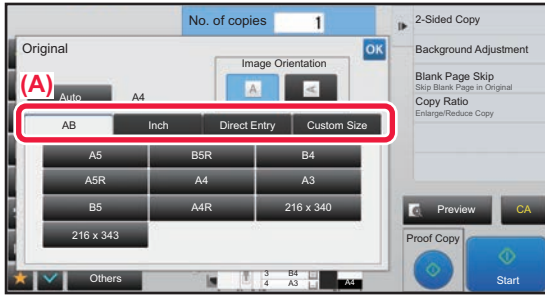 No. of copies 1
2-Sided Copy
Original
OK
Background Adjustment
Image Orientation
Blank Page Skip
Skip Blank Page in Original
(A)
Auto A4
A A
Copy Ratio
Enlarge/Reduce Copy
AB Inch Direct Entry Custom Size
A5 B5R B4
A5R A4 A3
B5 A4R 216 x 340
Preview CA
216 x 343
Proof Copy
Others
3 B4
4 A3 A4
Start